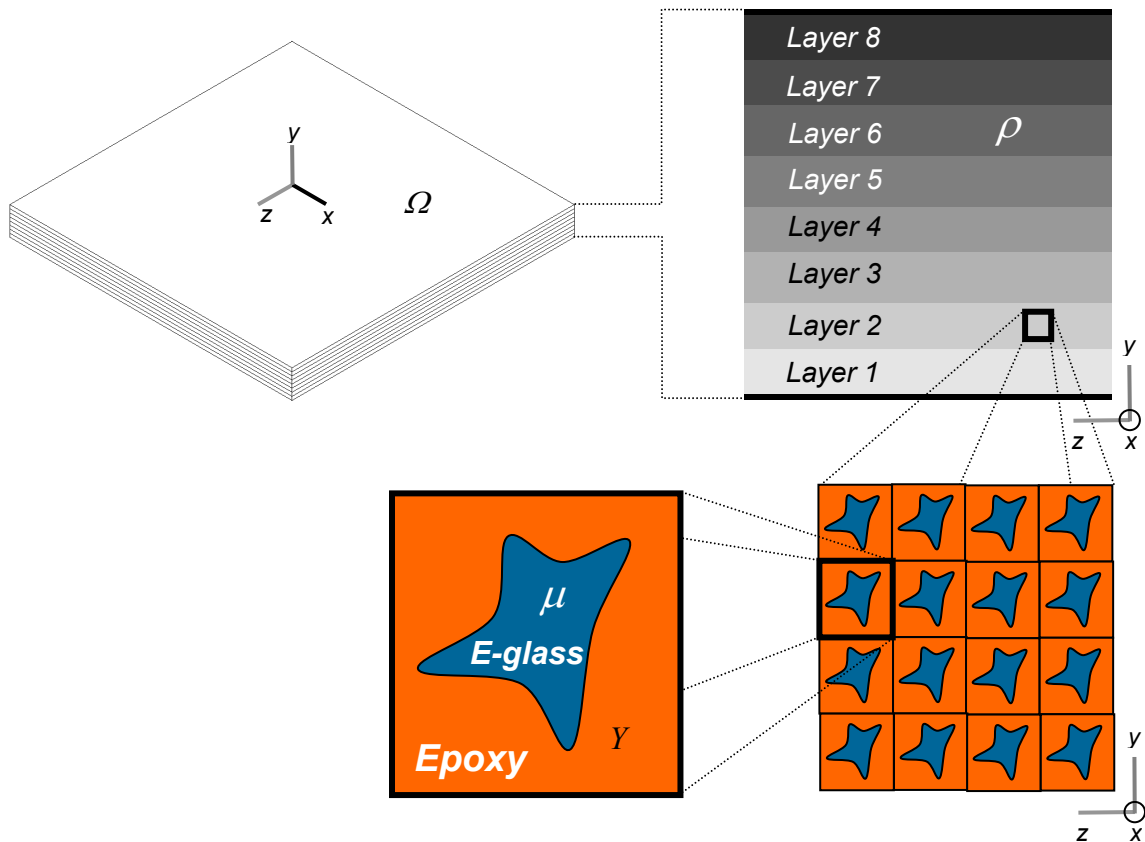 y
z
x
Ω
Layer 8
Layer 7
Layer 6
ρ
Layer 5
Layer 4
Layer 3
Layer 2
Layer 1
y
z
x
μ
E-glass
Y
Epoxy
y
z
x